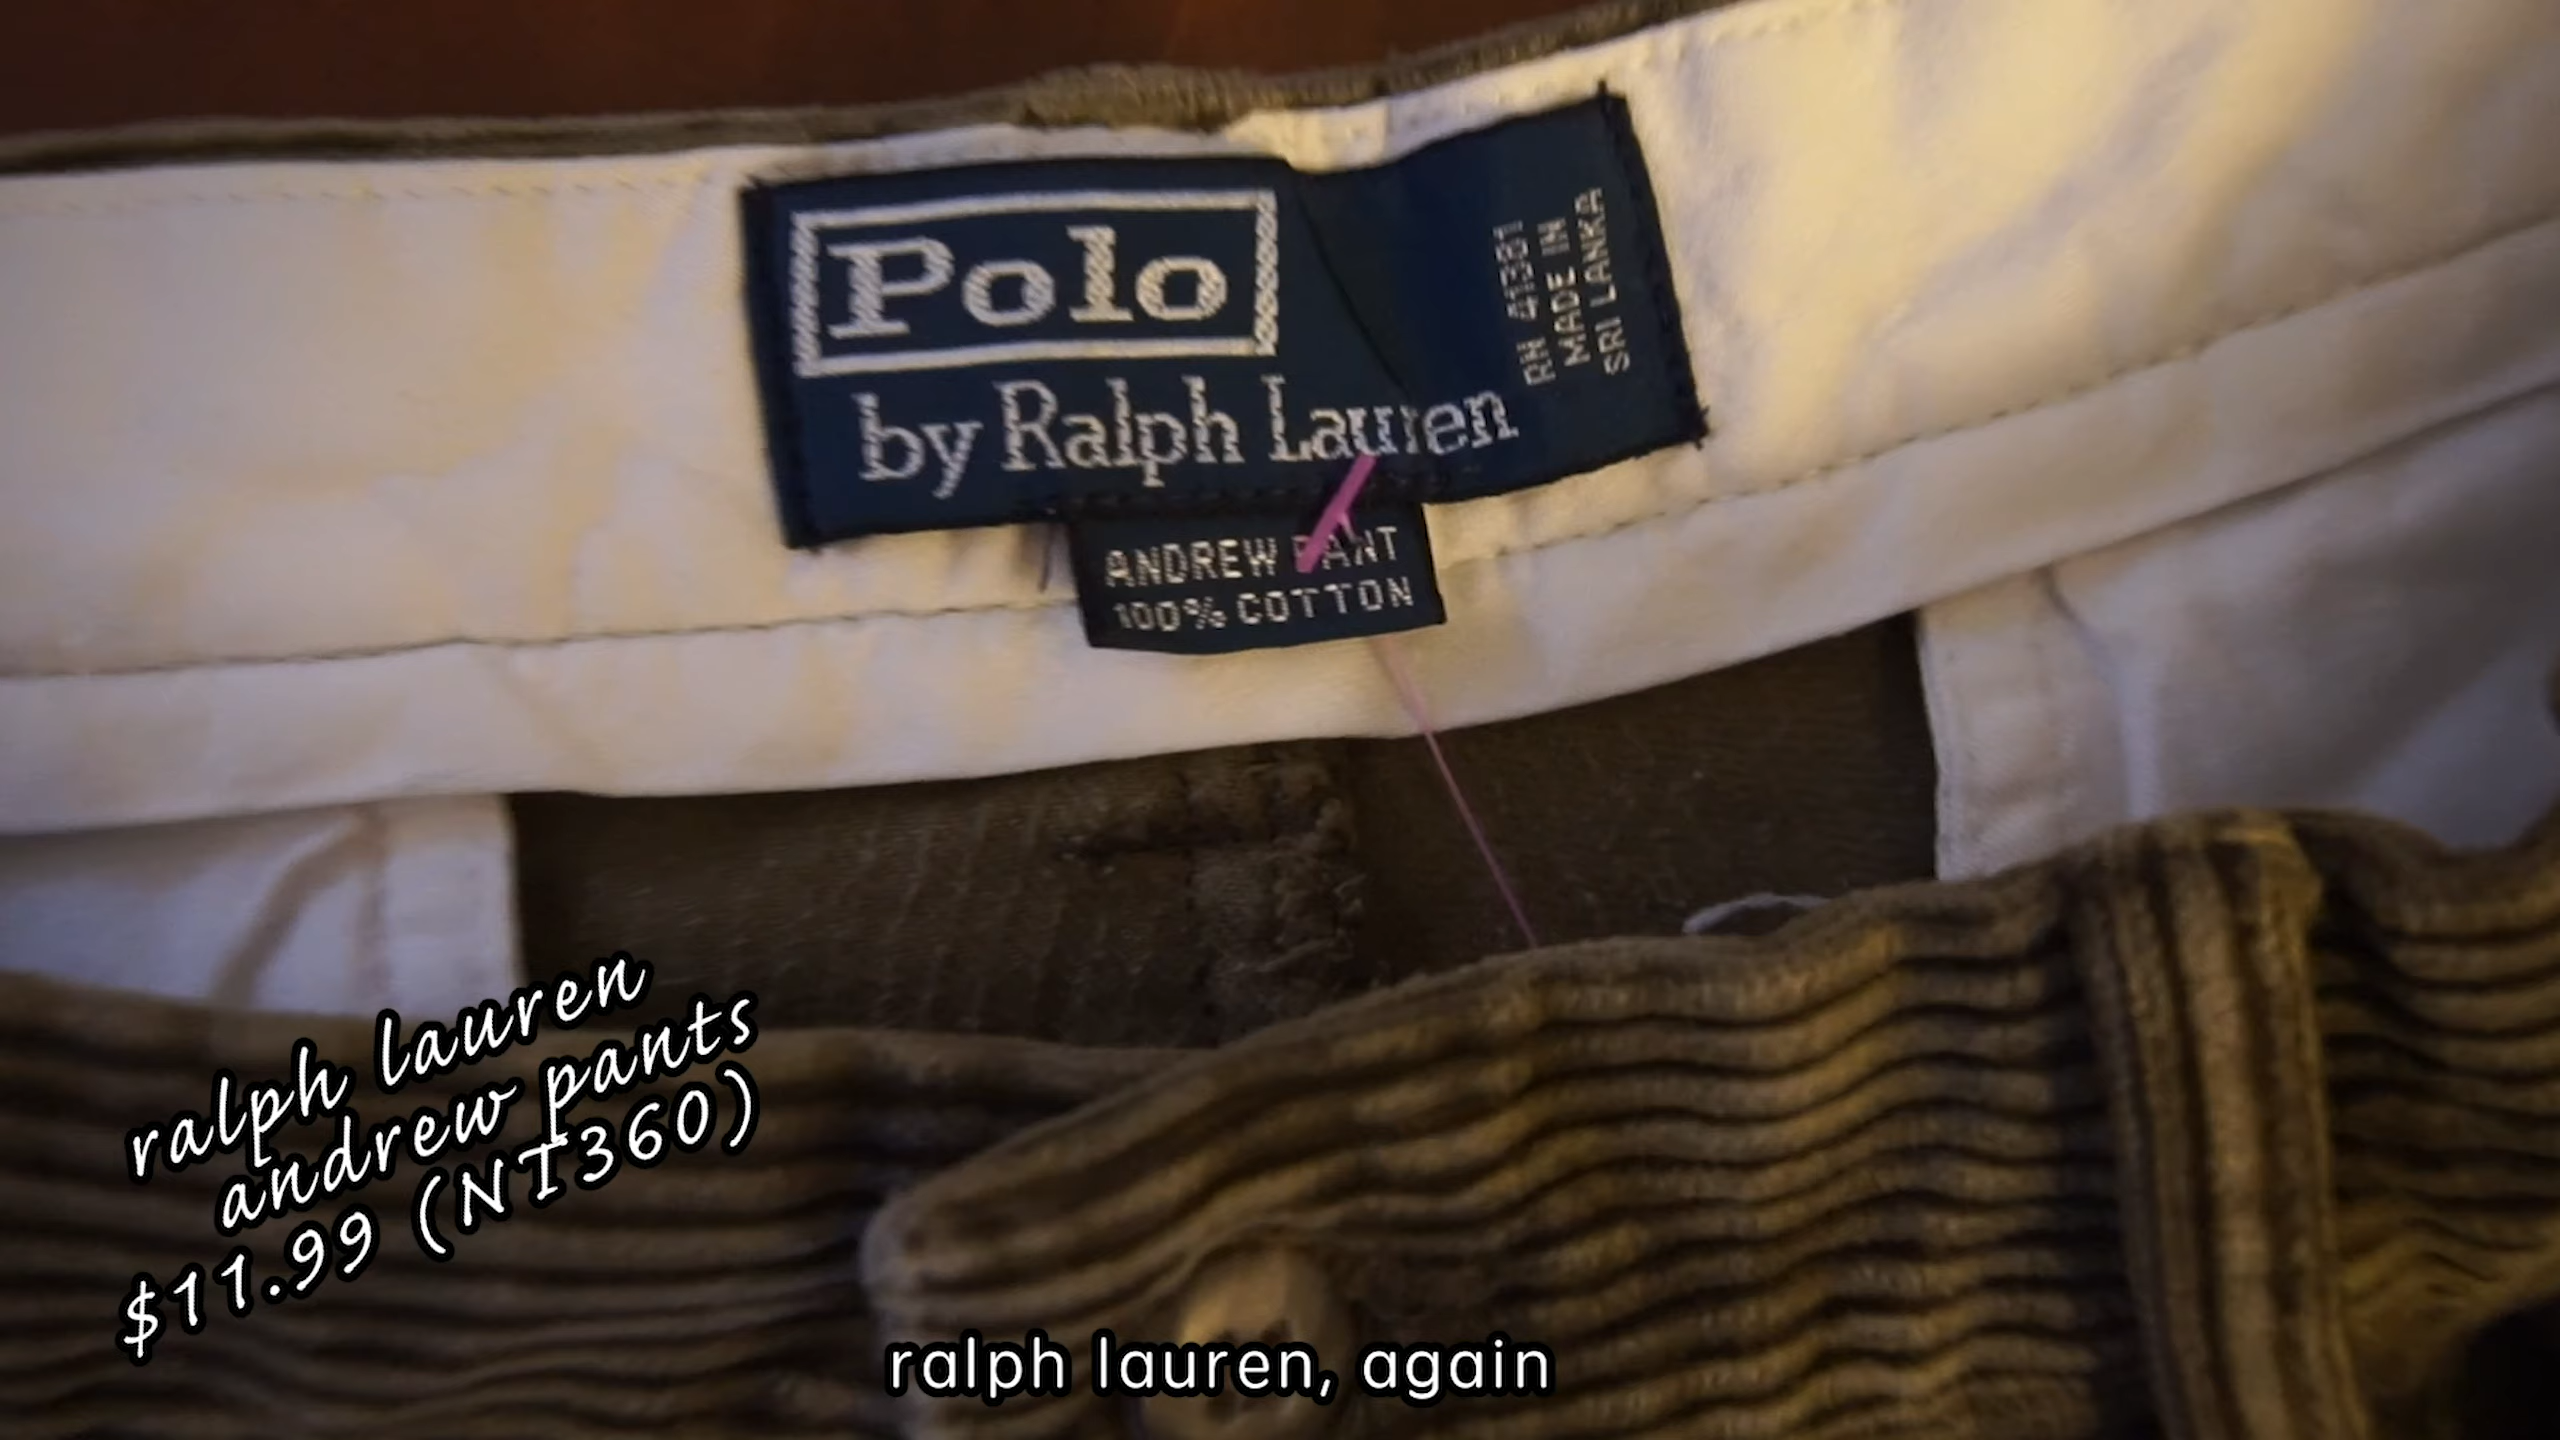 Polo
by Ralph Lauren
RN 41381
MADE IN
SRI LANKA
ANDREW PANT
100% COTTON
ralph lauren
andrew pants
$11.99 (NT360)
ralph lauren, again